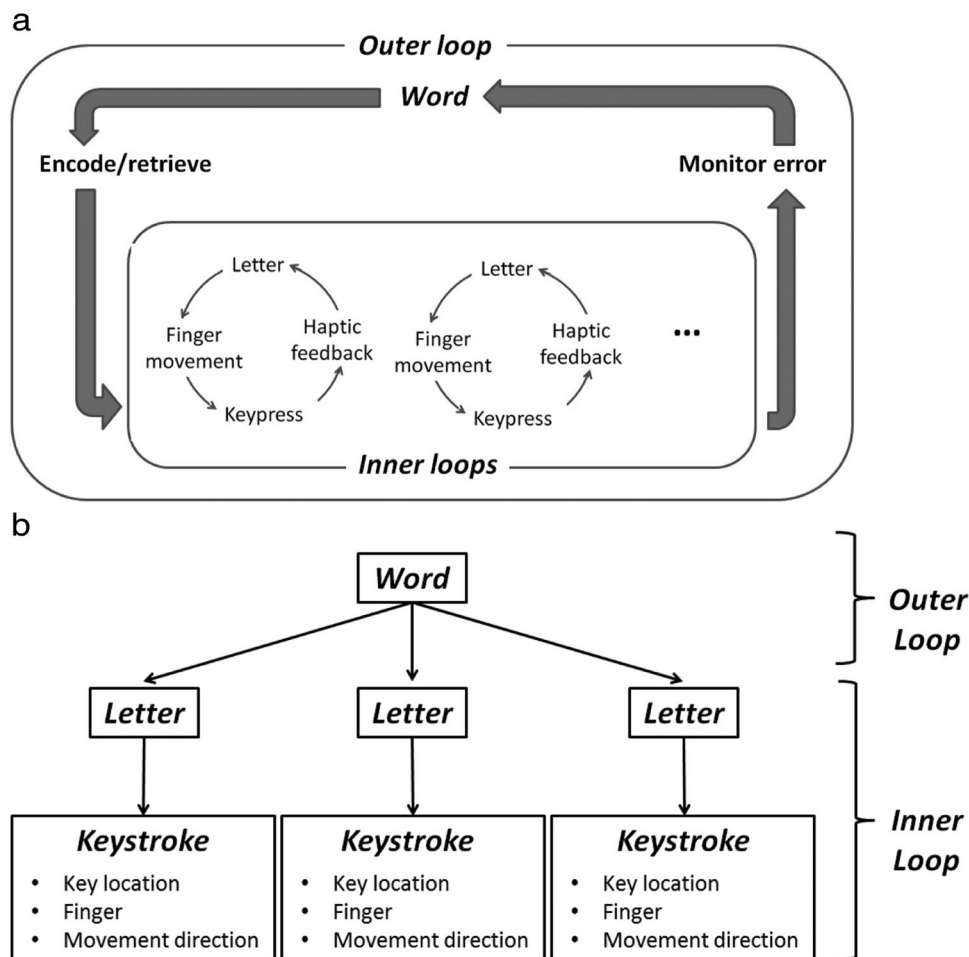 a
Outer loop
Word
Encode/retrieve
Monitor error
Letter
Finger
movement
Haptic
feedback
Keypress
Letter
Finger
movement
Haptic
feedback
Keypress
...
Inner loops
b
Word
Outer
Loop
Letter
Letter
Letter
Keystroke
• Key location
• Finger
• Movement direction
Keystroke
• Key location
• Finger
• Movement direction
Keystroke
• Key location
• Finger
• Movement direction
Inner
Loop